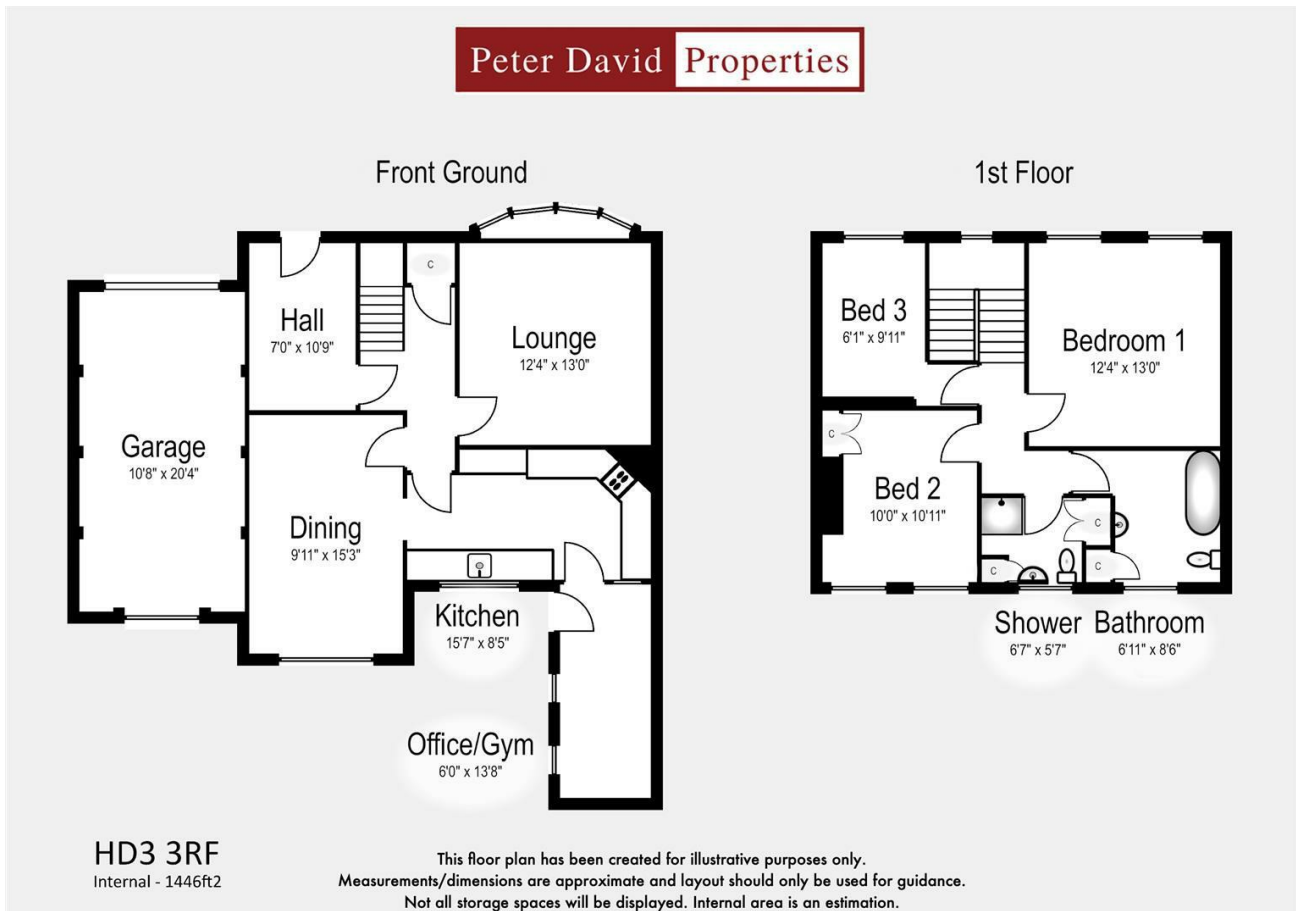 Peter David Properties
Front Ground
1st Floor
C
Hall
7'0" x 10'9"
Lounge
12'4" x 13'0"
Bed 3
6'1" x 9'11"
Bedroom 1
12'4" x 13'0"
Garage
10'8" x 20'4"
C
Bed 2
10'0" x 10'11"
Dining
9'11" x 15'3"
C
C
C
Kitchen
15'7" x 8'5"
Shower
6'7" x 5'7"
Bathroom
6'11" x 8'6"
Office/Gym
6'0" x 13'8"
HD3 3RF
Internal - 1446ft2
This floor plan has been created for illustrative purposes only.
Measurements/dimensions are approximate and layout should only be used for guidance.
Not all storage spaces will be displayed. Internal area is an estimation.